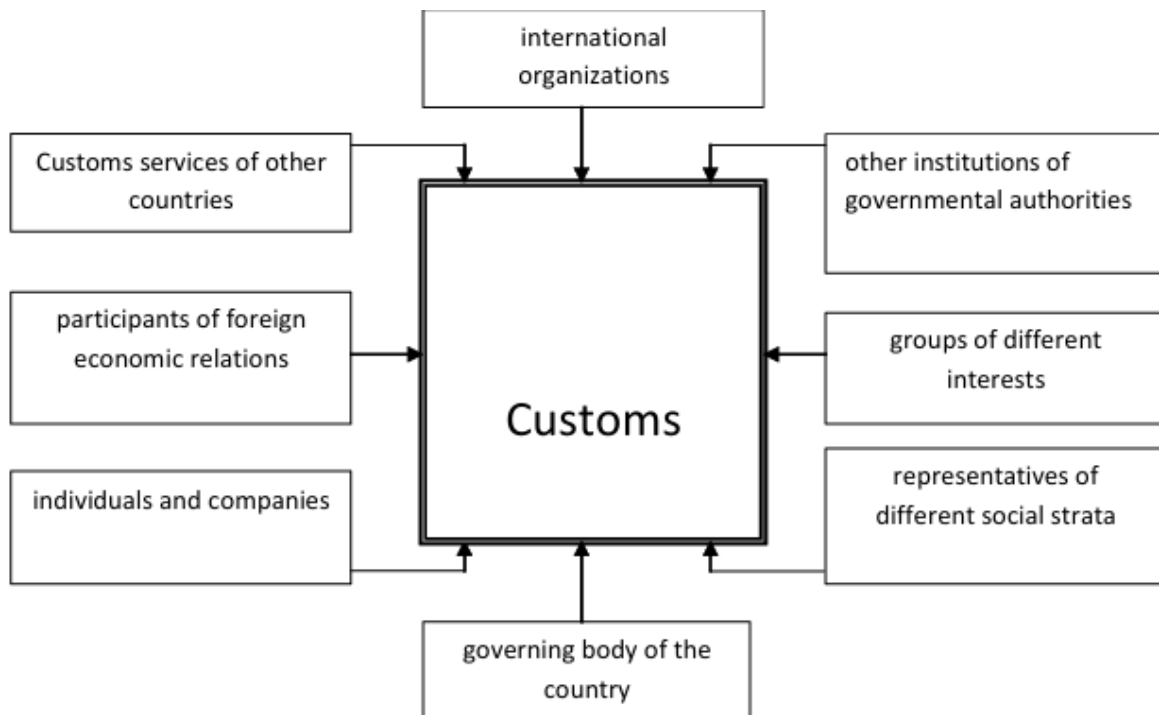 international
organizations
Customs services of other
countries
other institutions of
governmental authorities
participants of foreign
economic relations
groups of different
interests
Customs
individuals and companies
representatives of
different social strata
governing body of the
country